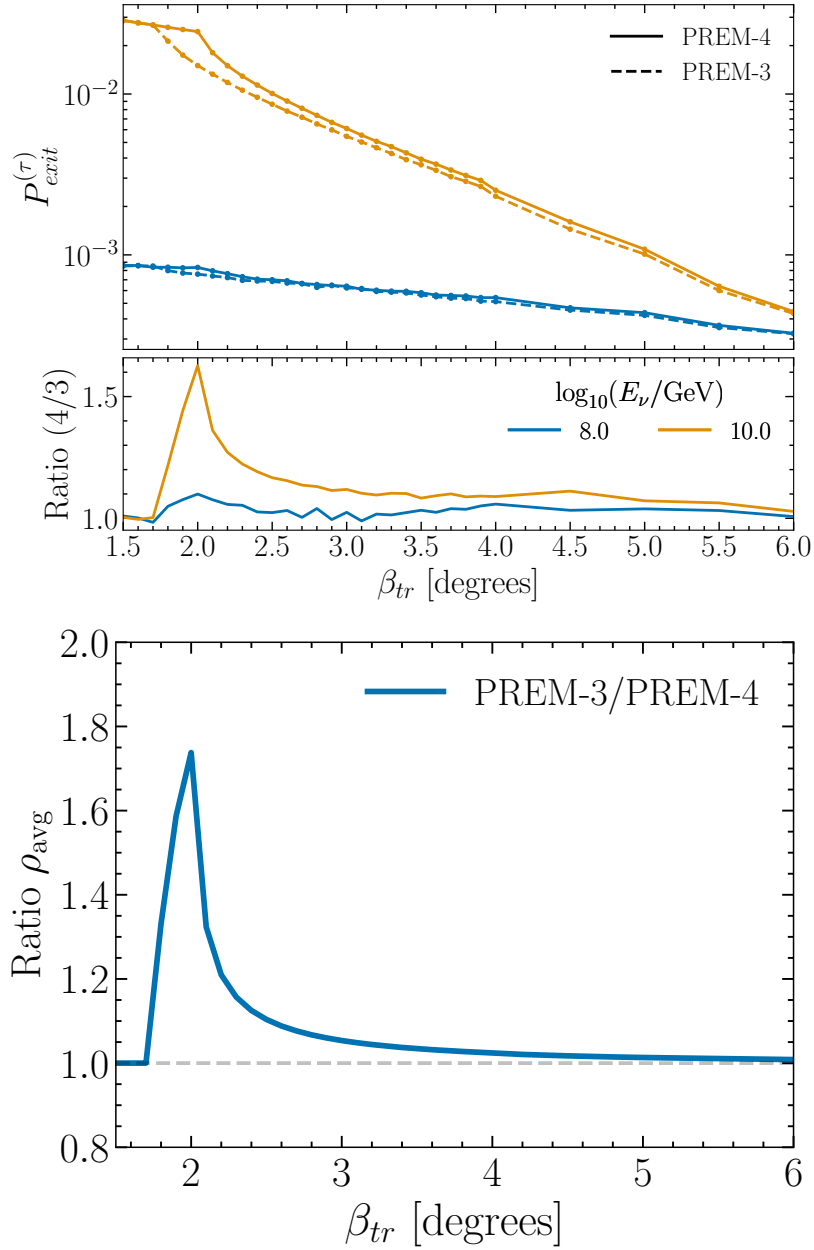 PREM-4
PREM-3
10^{-2}
10^{-3}
P_{exit}^{(τ)}
log_{10}(E_ν/GeV)
8.0 10.0
1.5
1.0
Ratio (4/3)
1.5 2.0 2.5 3.0 3.5 4.0 4.5 5.0 5.5 6.0
β_{tr} [degrees]
PREM-3/PREM-4
2.0
1.8
1.6
1.4
1.2
1.0
0.8
Ratio ρ_{avg}
2 3 4 5 6
β_{tr} [degrees]